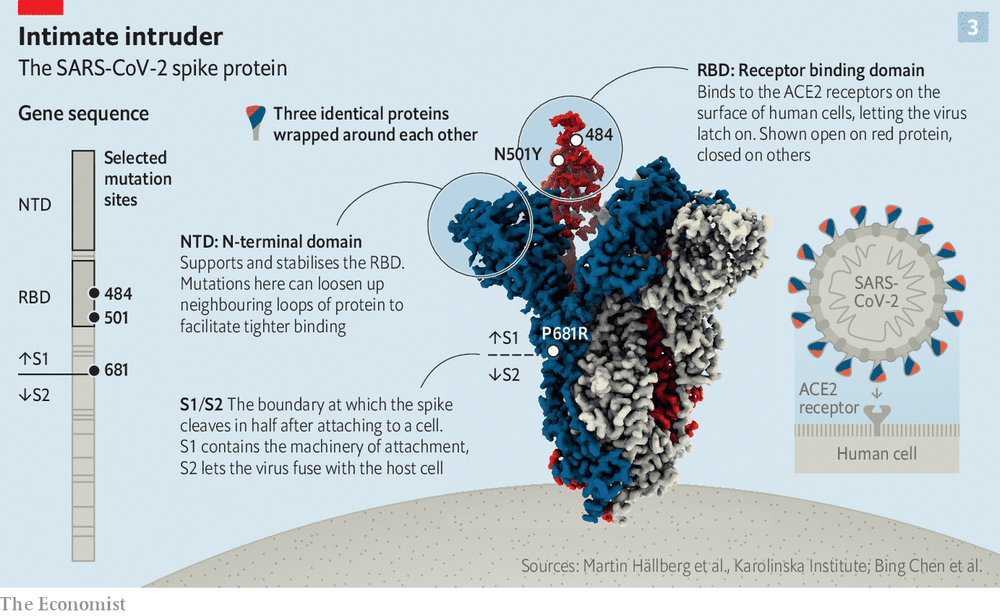 Intimate intruder
The SARS-CoV-2 spike protein
3
Gene sequence
Three identical proteins
wrapped around each other
RBD: Receptor binding domain
Binds to the ACE2 receptors on the
surface of human cells, letting the virus
latch on. Shown open on red protein,
closed on others
Selected
mutation
sites
NTD
RBD
484
501
↑S1
681
↓S2
NTD: N-terminal domain
Supports and stabilises the RBD.
Mutations here can loosen up
neighbouring loops of protein to
facilitate tighter binding
S1/S2 The boundary at which the spike
cleaves in half after attaching to a cell.
S1 contains the machinery of attachment,
S2 lets the virus fuse with the host cell
484
N501Y
P681R
↑S1
↓S2
SARS-
CoV-2
ACE2
receptor
Human cell
Sources: Martin Hällberg et al., Karolinska Institute; Bing Chen et al.
The Economist